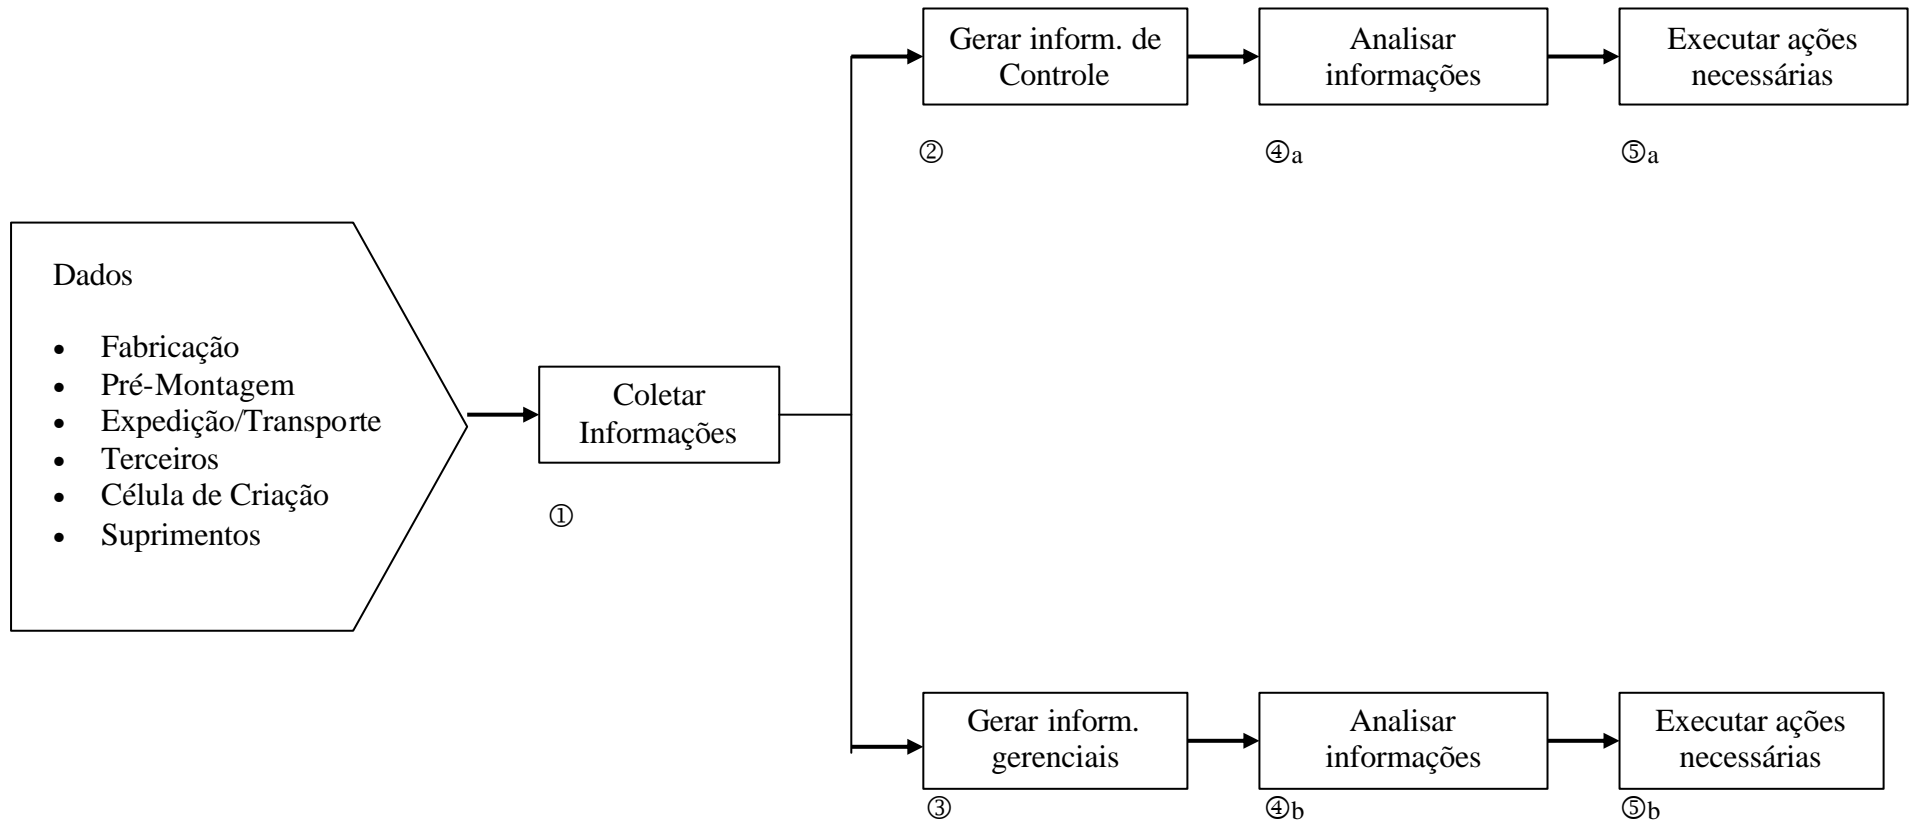 Gerar inform. de
Controle
②
Analisar
informações
④a
Executar ações
necessárias
⑤a
Dados
• Fabricação
• Pré-Montagem
• Expedição/Transporte
• Terceiros
• Célula de Criação
• Suprimentos
Coletar
Informações
①
Gerar inform.
gerenciais
③
Analisar
informações
④b
Executar ações
necessárias
⑤b